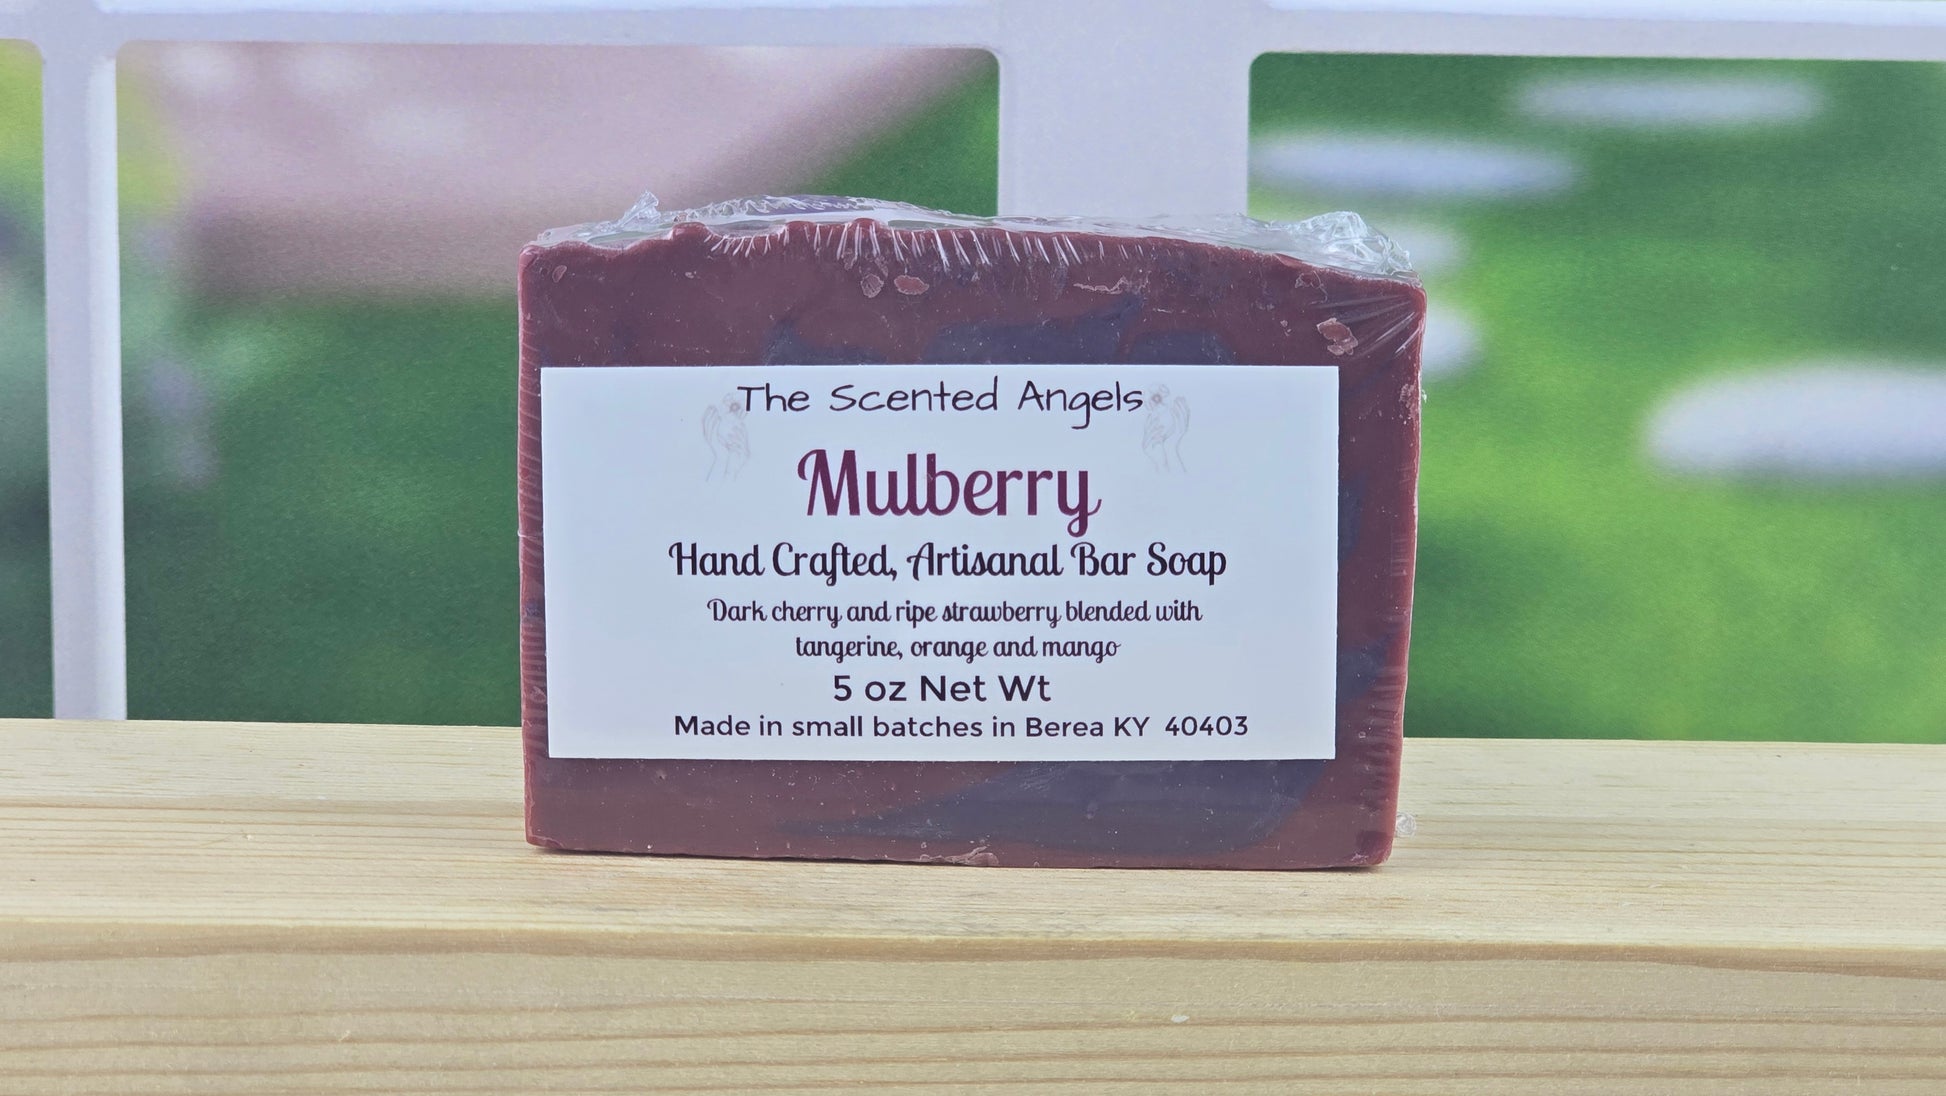 The Scented Angels
Mulberry
Hand Crafted, Artisanal Bar Soap
Dark cherry and ripe strawberry blended with
tangerine, orange and mango
5 oz Net Wt
Made in small batches in Berea KY 40403